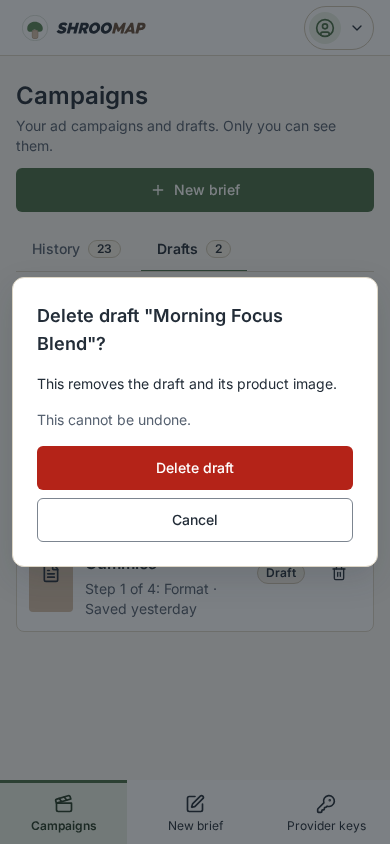 SHROOMAP
Campaigns
Your ad campaigns and drafts. Only you can see
them.
New brief
History 23 Drafts 2
Delete draft "Morning Focus
Blend"?
This removes the draft and its product image.
This cannot be undone.
Delete draft
Cancel
Draft
Step 1 of 4: Format ·
Saved yesterday
Campaigns New brief Provider keys